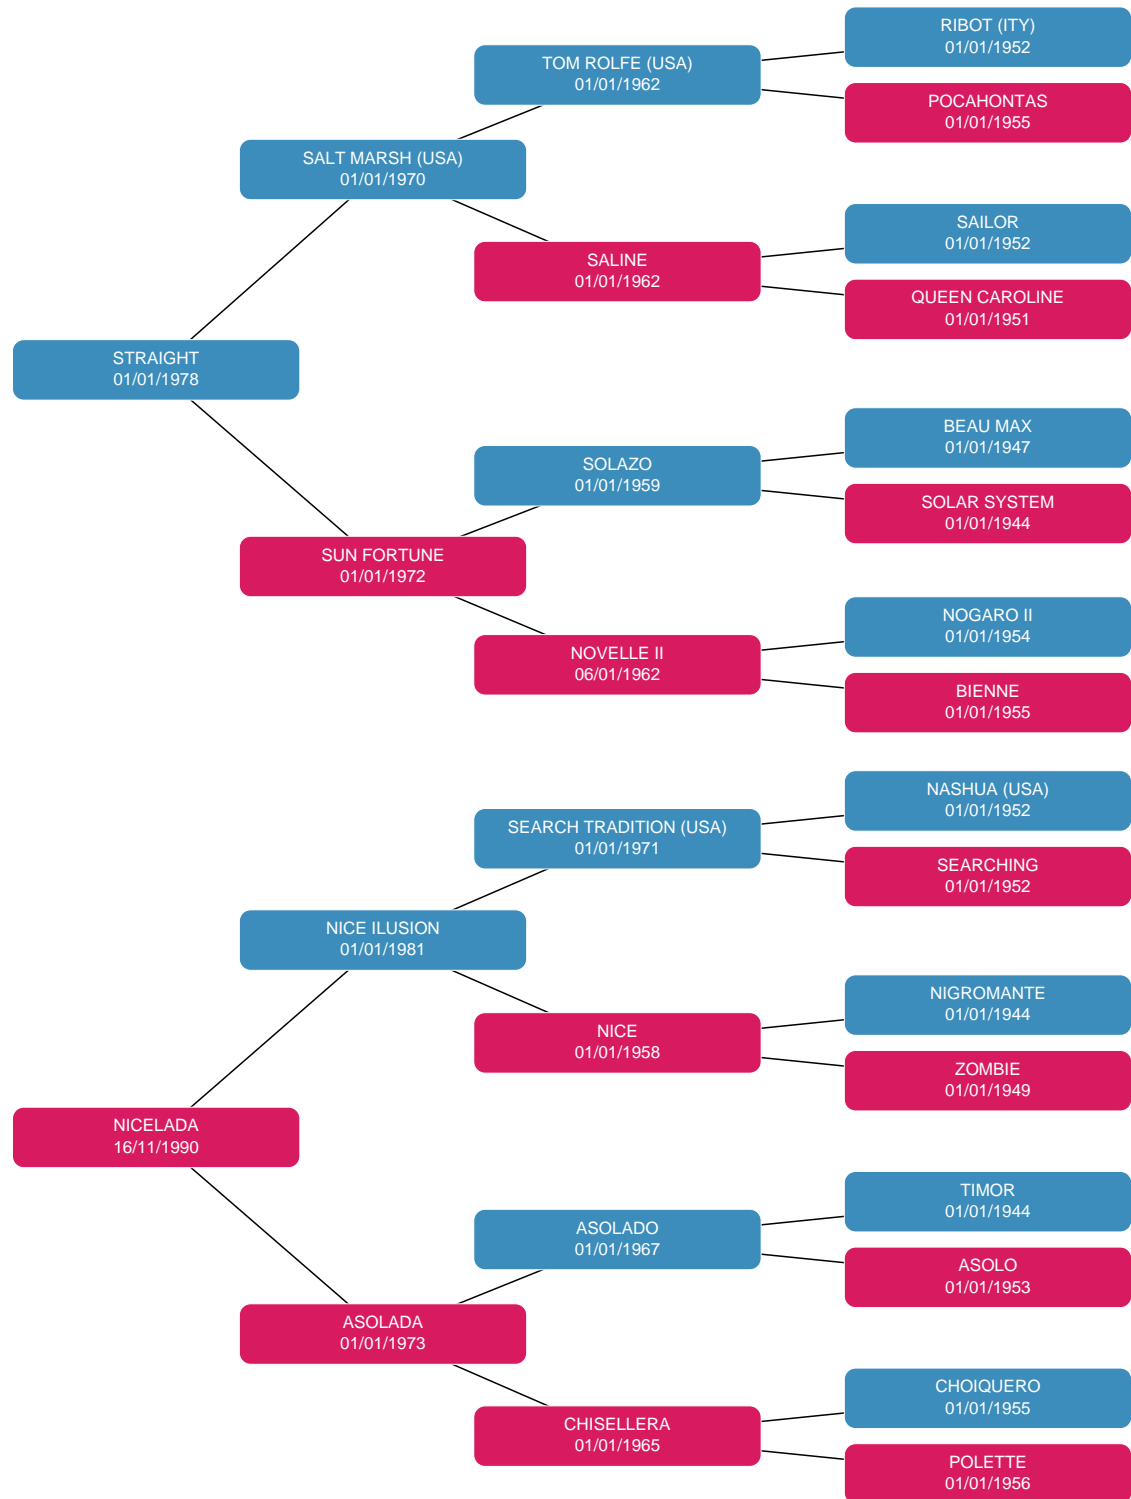 RIBOT (ITY)
01/01/1952
TOM ROLFE (USA)
01/01/1962
POCAHONTAS
01/01/1955
SALT MARSH (USA)
01/01/1970
SAILOR
01/01/1952
SALINE
01/01/1962
QUEEN CAROLINE
01/01/1951
STRAIGHT
01/01/1978
BEAU MAX
01/01/1947
SOLAZO
01/01/1959
SOLAR SYSTEM
01/01/1944
SUN FORTUNE
01/01/1972
NOGARO II
01/01/1954
NOVELLE II
06/01/1962
BIENNE
01/01/1955
NASHUA (USA)
01/01/1952
SEARCH TRADITION (USA)
01/01/1971
SEARCHING
01/01/1952
NICE ILUSION
01/01/1981
NIGROMANTE
01/01/1944
NICE
01/01/1958
ZOMBIE
01/01/1949
NICELADA
16/11/1990
TIMOR
01/01/1944
ASOLADO
01/01/1967
ASOLO
01/01/1953
ASOLADA
01/01/1973
CHOIQUERO
01/01/1955
CHISELLERA
01/01/1965
POLETTE
01/01/1956